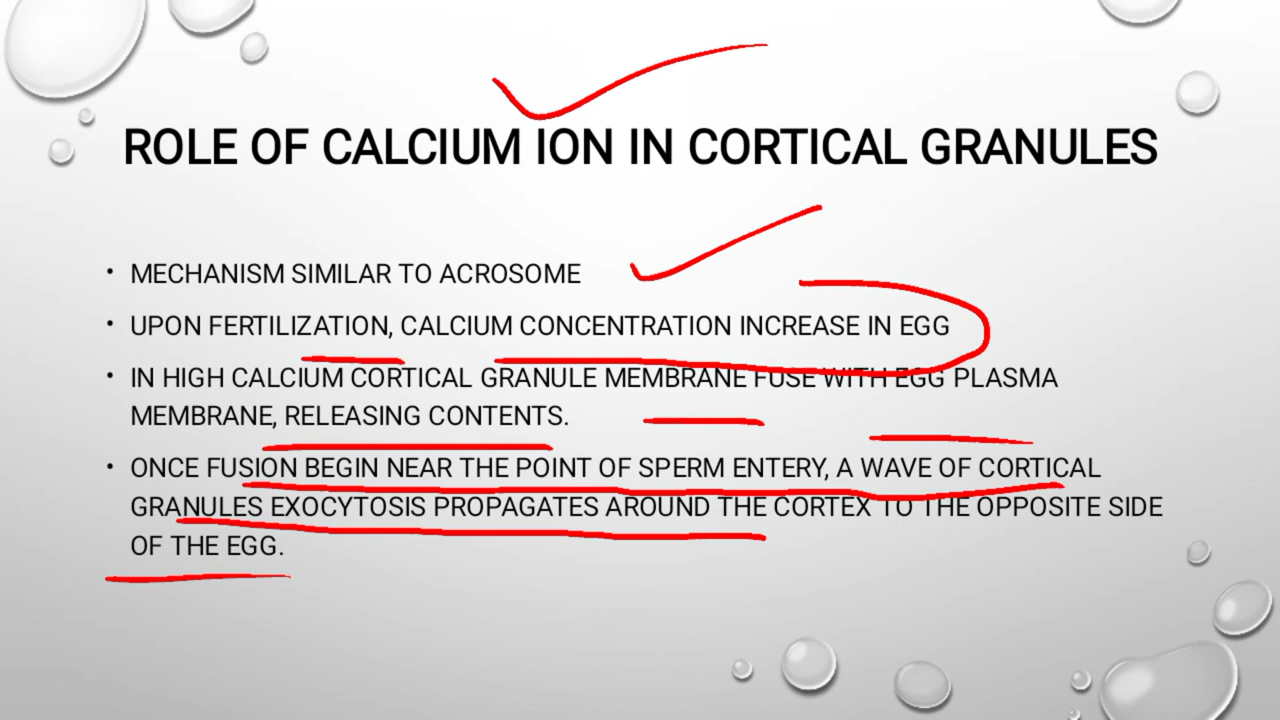 ROLE OF CALCIUM ION IN CORTICAL GRANULES
• MECHANISM SIMILAR TO ACROSOME
• UPON FERTILIZATION, CALCIUM CONCENTRATION INCREASE IN EGG
• IN HIGH CALCIUM CORTICAL GRANULE MEMBRANE FUSE WITH EGG PLASMA
MEMBRANE, RELEASING CONTENTS.
• ONCE FUSION BEGIN NEAR THE POINT OF SPERM ENTERY, A WAVE OF CORTICAL
GRANULES EXOCYTOSIS PROPAGATES AROUND THE CORTEX TO THE OPPOSITE SIDE
OF THE EGG.